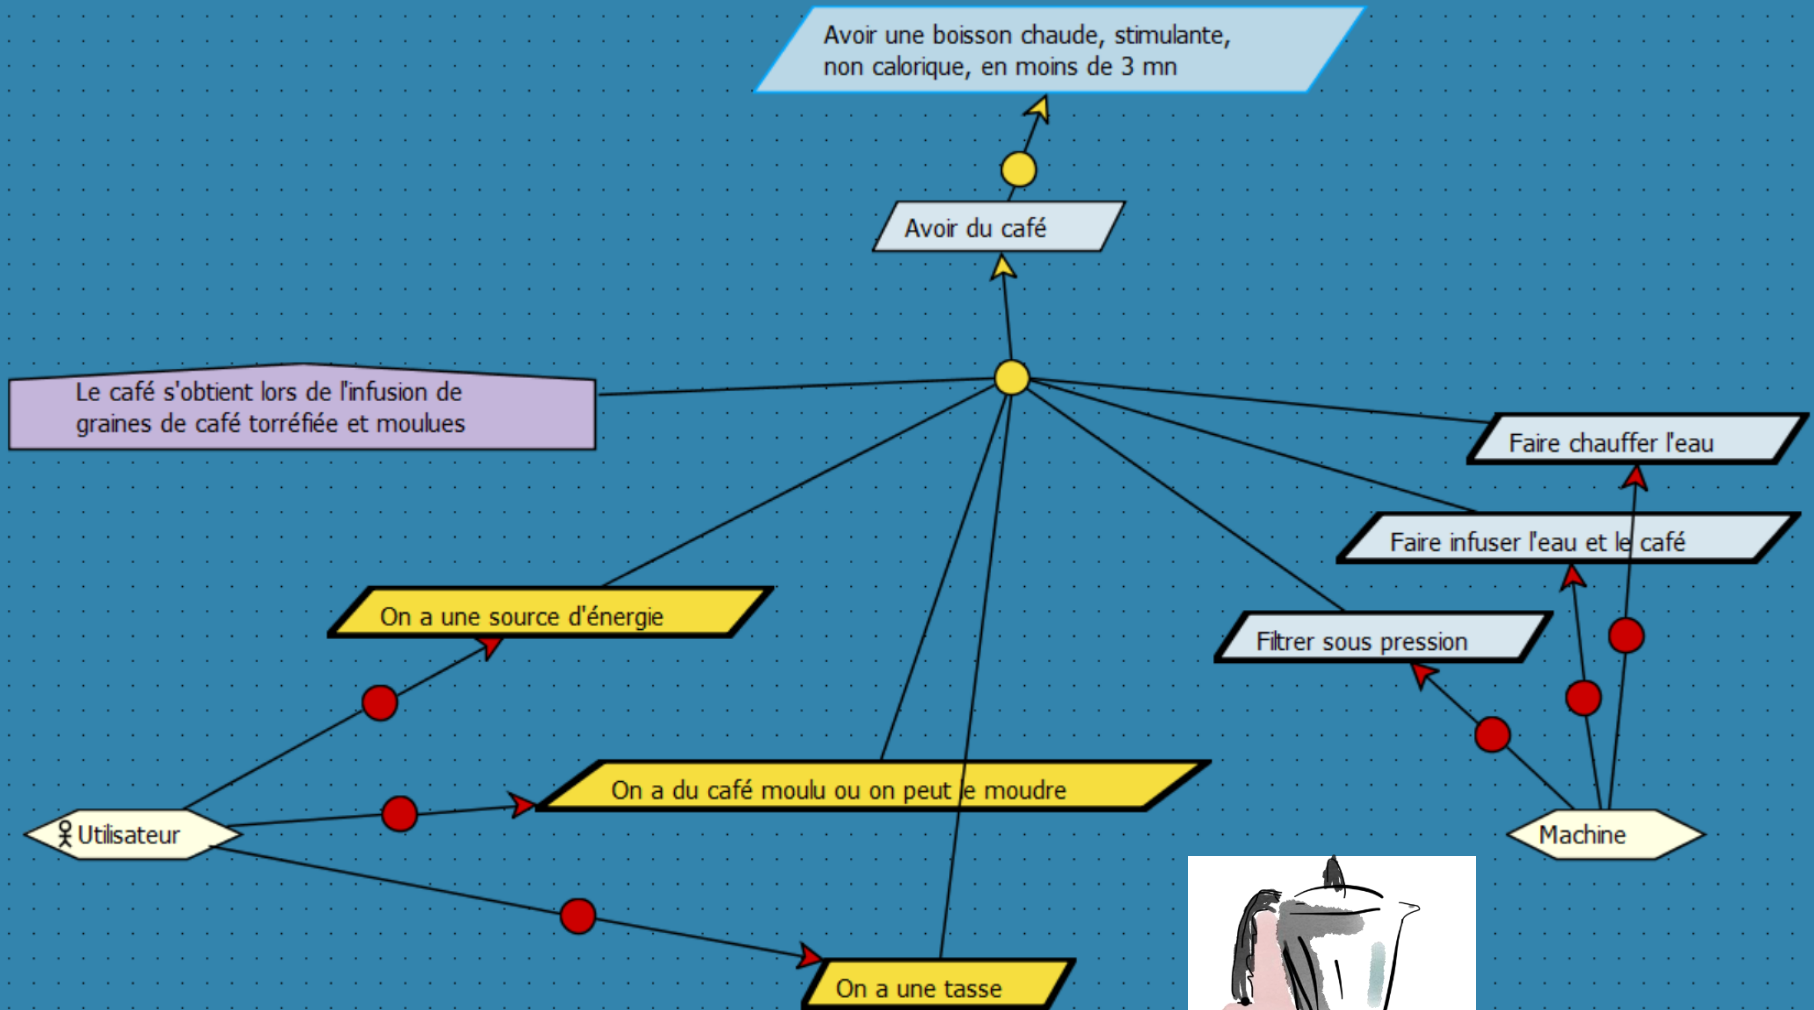 Avoir une boisson chaude, stimulante,
non calorique, en moins de 3 mn
Avoir du café
Le café s'obtient lors de l'infusion de
graines de café torréfiée et moulues
Faire chauffer l'eau
Faire infuser l'eau et le café
On a une source d'énergie
Filtrer sous pression
On a du café moulu ou on peut le moudre
Utilisateur
Machine
On a une tasse